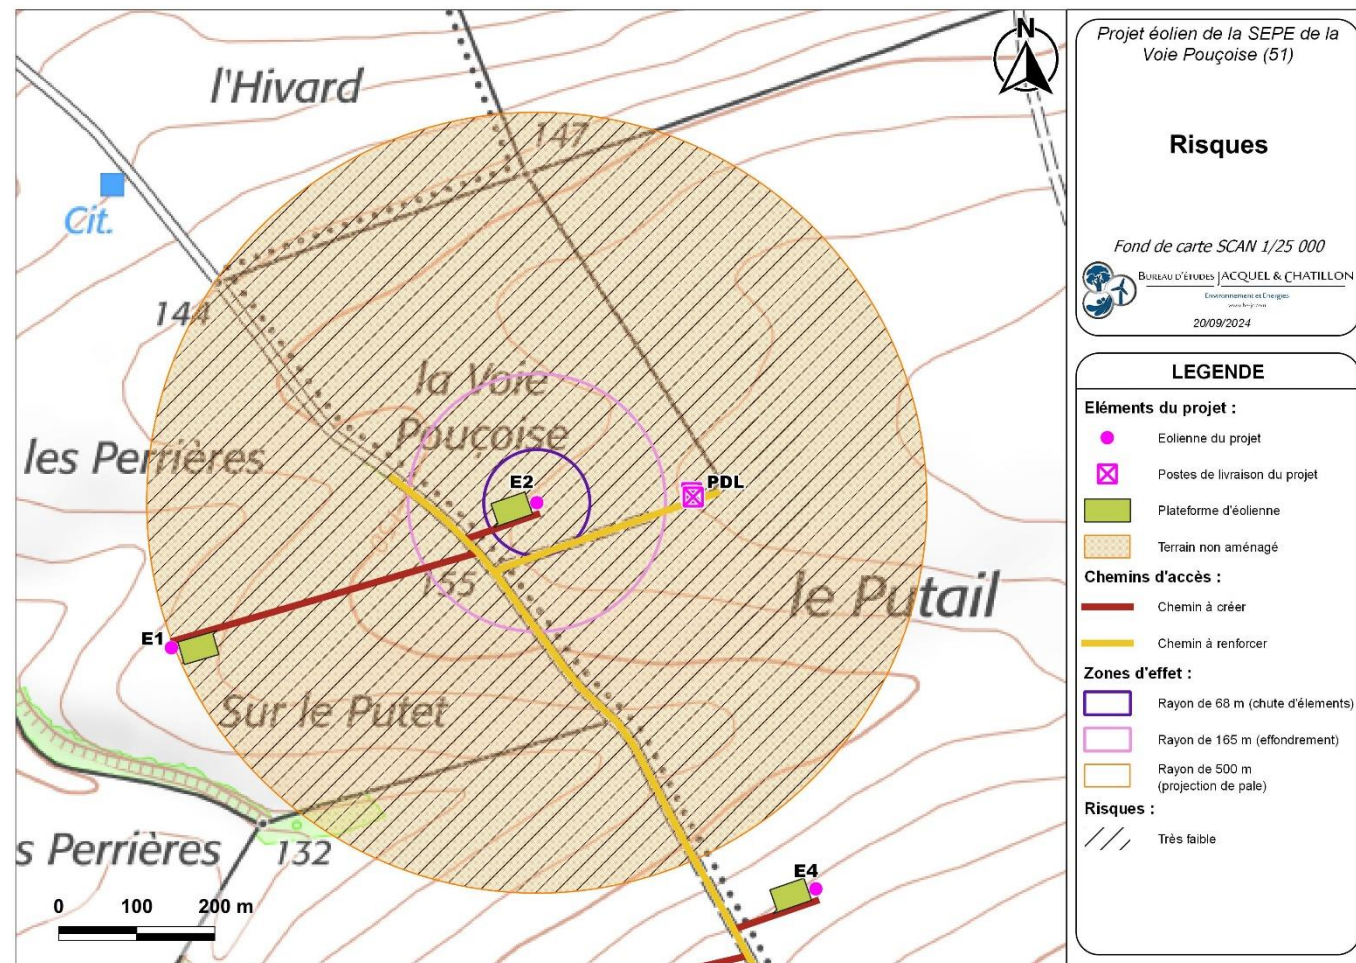 l'Hivard
147
Cit.
144
la Voie
Pouçoise
les Perrières
E2
PDL
155
le Putail
E1
Sur le Putet
s Perrières
132
E4
0 100 200 m
N
Projet éolien de la SEPE de la
Voie Pouçoise (51)
Risques
Fond de carte SCAN 1/25 000
BUREAU D'ÉTUDES JACQUEL & CHATILLON
Environnement et Energies
20/09/2024
LEGENDE
Eléments du projet :
Eolienne du projet
Postes de livraison du projet
Plateforme d'éolienne
Terrain non aménagé
Chemins d'accès :
Chemin à créer
Chemin à renforcer
Zones d'effet :
Rayon de 68 m (chute d'élements)
Rayon de 165 m (effondrement)
Rayon de 500 m
(projection de pale)
Risques :
Très faible